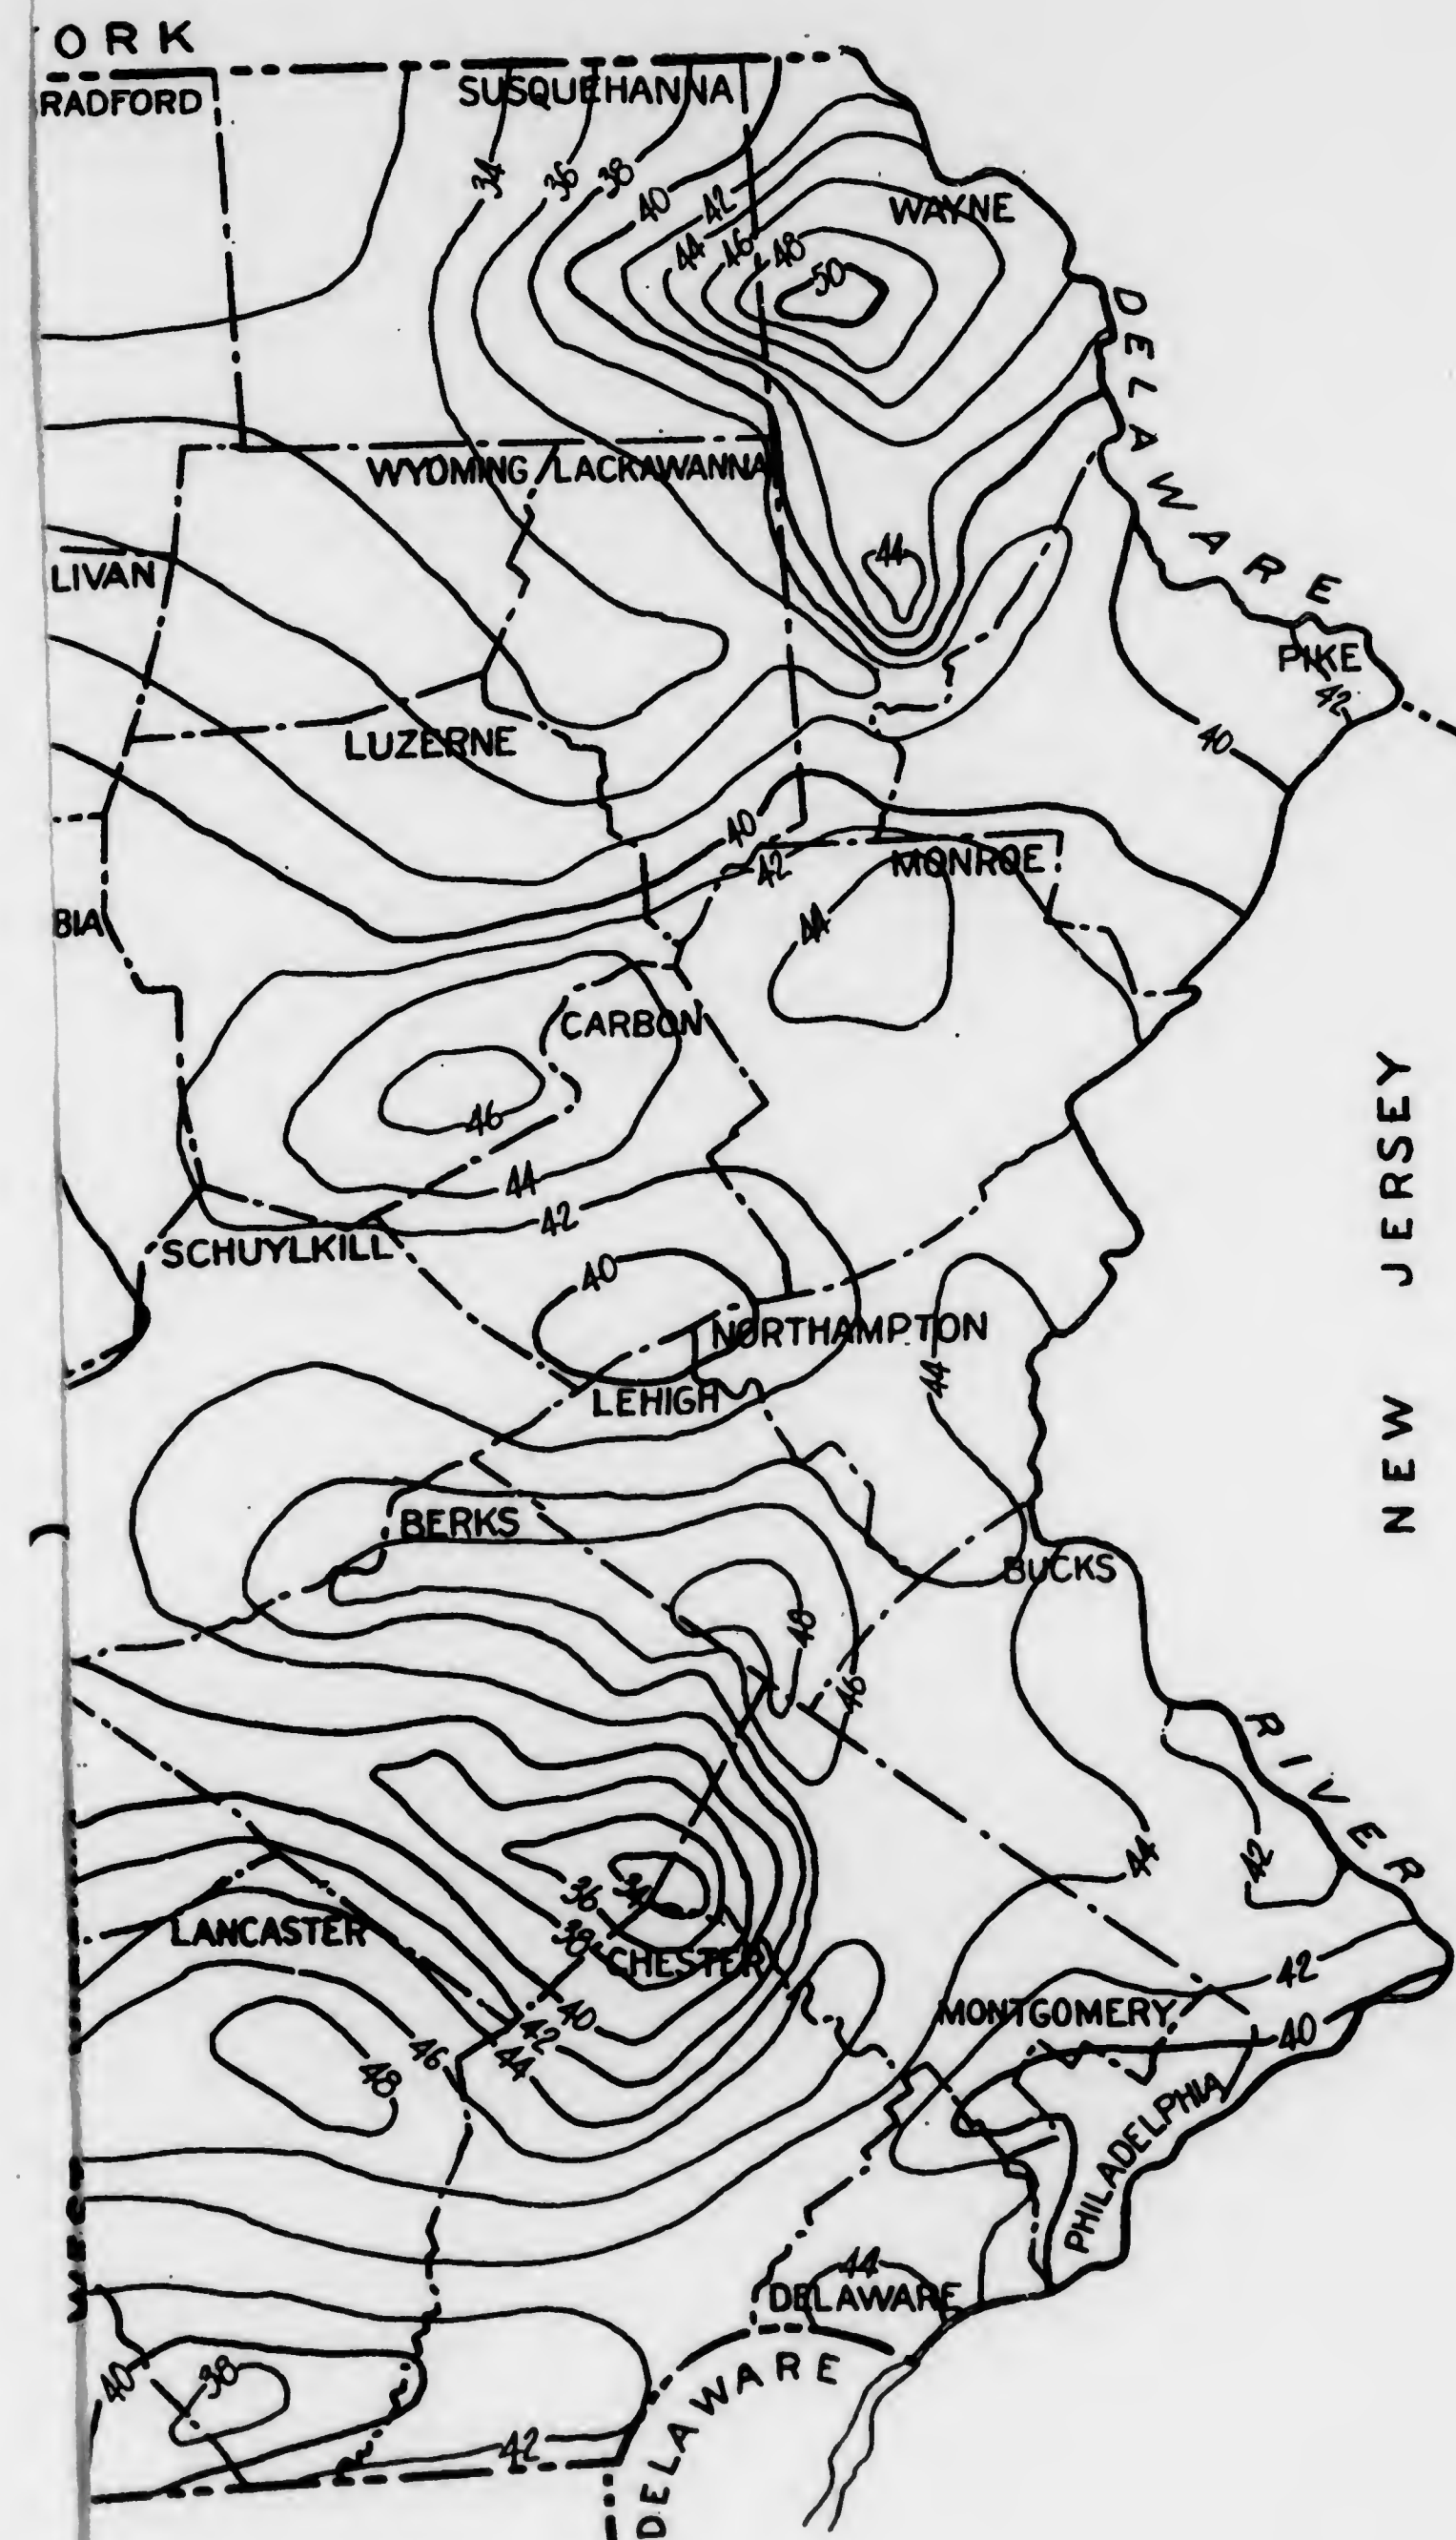 ORK
RADFORD
SUSQUEHANNA
34
36
38
40
42
WAYNE
44
46
48
50
DELAWARE
WYOMING
LACKAWANNA
LIVAN
44
PIKE
42
LUZERNE
40
40
42
MONROE
BIA
44
CARBON
46
NEW JERSEY
44
42
SCHUYLKILL
40
NORTHAMPTON
44
LEHIGH
BERKS
BUCKS
48
46
RIVER
44
42
36
34
38
LANCASTER
CHESTER
42
40
42
46
44
48
MONTGOMERY
40
PHILADELPHIA
44
DELAWARE
40
38
DELAWARE
42